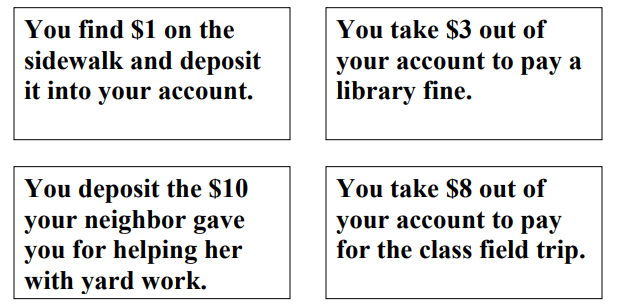 You find $1 on the
sidewalk and deposit
it into your account.
You take $3 out of
your account to pay a
library fine.
You deposit the $10
your neighbor gave
you for helping her
with yard work.
You take $8 out of
your account to pay
for the class field trip.